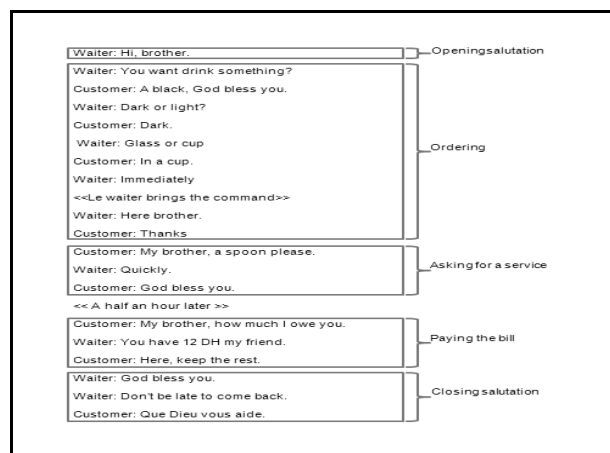 Waiter: Hi, brother.
Opening salutation
Waiter: You want drink something?
Customer: A black, God bless you.
Waiter: Dark or light?
Customer: Dark.
Waiter: Glass or cup
Customer: In a cup.
Waiter: Immediately
<<Le waiter brings the command>>
Waiter: Here brother.
Customer: Thanks
Ordering
Customer: My brother, a spoon please.
Waiter: Quickly.
Customer: God bless you.
Asking for a service
<< A half an hour later >>
Customer: My brother, how much I owe you.
Waiter: You have 12 DH my friend.
Customer: Here, keep the rest.
Paying the bill
Waiter: God bless you.
Waiter: Don't be late to come back.
Customer: Que Dieu vous aide.
Closing salutation